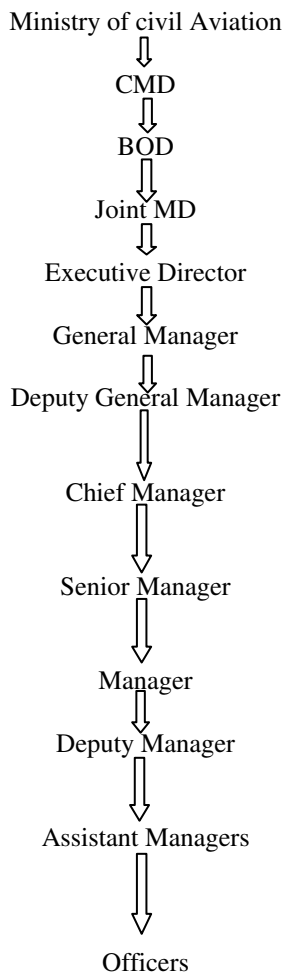 Ministry of civil Aviation
CMD
BOD
Joint MD
Executive Director
General Manager
Deputy General Manager
Chief Manager
Senior Manager
Manager
Deputy Manager
Assistant Managers
Officers